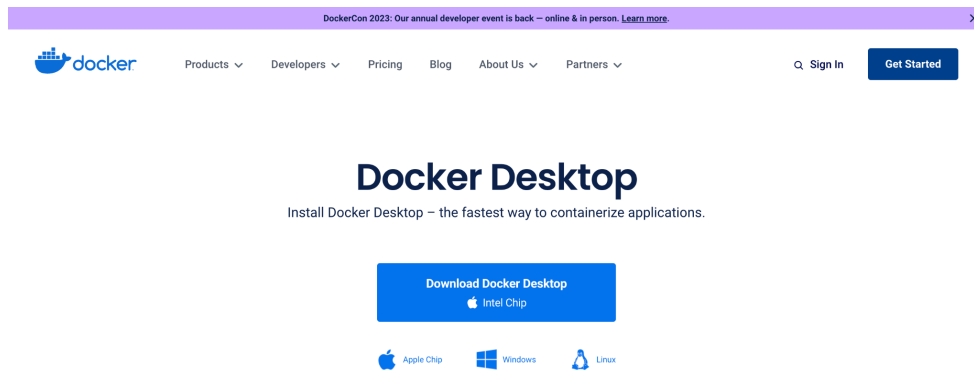 DockerCon 2023: Our annual developer event is back — online & in person. Learn more.
docker
Products
Developers
Pricing
Blog
About Us
Partners
Sign In
Get Started
Docker Desktop
Install Docker Desktop – the fastest way to containerize applications.
Download Docker Desktop
Intel Chip
Apple Chip
Windows
Linux